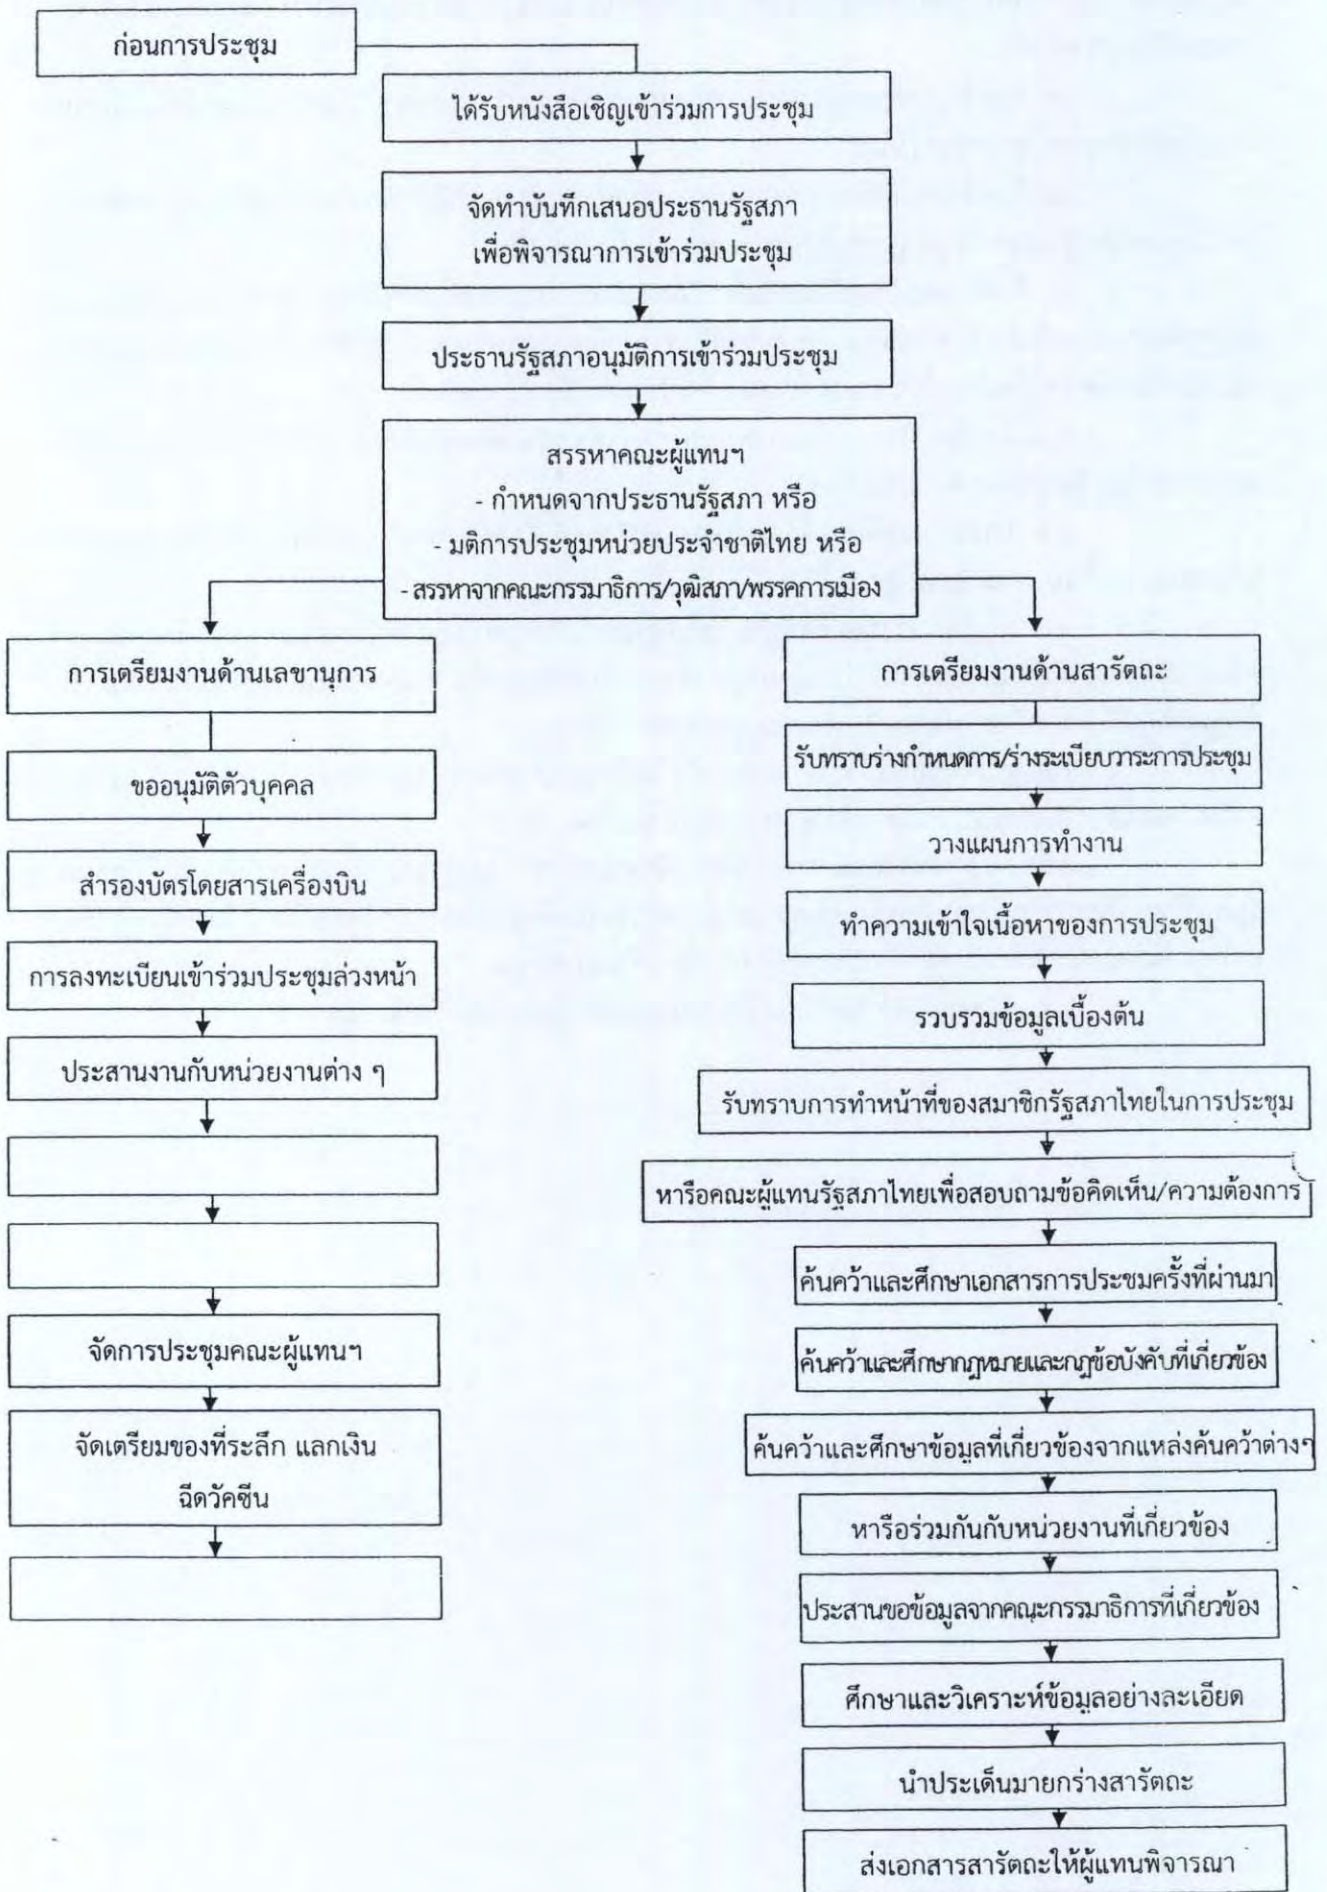 ก่อนการประชุม
ได้รับหนังสือเชิญเข้าร่วมการประชุม
จัดทำบันทึกเสนอประธานรัฐสภา
เพื่อพิจารณาการเข้าร่วมประชุม
ประธานรัฐสภาอนุมัติการเข้าร่วมประชุม
สรรหาคณะผู้แทนฯ
- กำหนดจากประธานรัฐสภา หรือ
- มติการประชุมหน่วยประจำชาติไทย หรือ
- สรรหาจากคณะกรรมาธิการ/วุฒิสภา/พรรคการเมือง
การเตรียมงานด้านเลขานุการ
ขออนุมัติตัวบุคคล
สำรองบัตรโดยสารเครื่องบิน
การลงทะเบียนเข้าร่วมประชุมล่วงหน้า
ประสานงานกับหน่วยงานต่าง ๆ
จัดการประชุมคณะผู้แทนฯ
จัดเตรียมของที่ระลึก แลกเงิน
ฉีดวัคซีน
การเตรียมงานด้านสารัตถะ
รับทราบร่างกำหนดการ/ร่างระเบียบวาระการประชุม
วางแผนการทำงาน
ทำความเข้าใจเนื้อหาของการประชุม
รวบรวมข้อมูลเบื้องต้น
รับทราบการทำหน้าที่ของสมาชิกรัฐสภาไทยในการประชุม
หารือคณะผู้แทนรัฐสภาไทยเพื่อสอบถามข้อคิดเห็น/ความต้องการ
ค้นคว้าและศึกษาเอกสารการประชมครั้งที่ผ่านมา
ค้นคว้าและศึกษากฎหมายและกฎข้อบังคับที่เกี่ยวข้อง
ค้นคว้าและศึกษาข้อมูลที่เกี่ยวข้องจากแหล่งค้นคว้าต่างๆ
หารือร่วมกันกับหน่วยงานที่เกี่ยวข้อง
ประสานขอข้อมูลจากคณะกรรมาธิการที่เกี่ยวข้อง
ศึกษาและวิเคราะห์ข้อมูลอย่างละเอียด
นำประเด็นมายกร่างสารัตถะ
ส่งเอกสารสารัตถะให้ผู้แทนพิจารณา